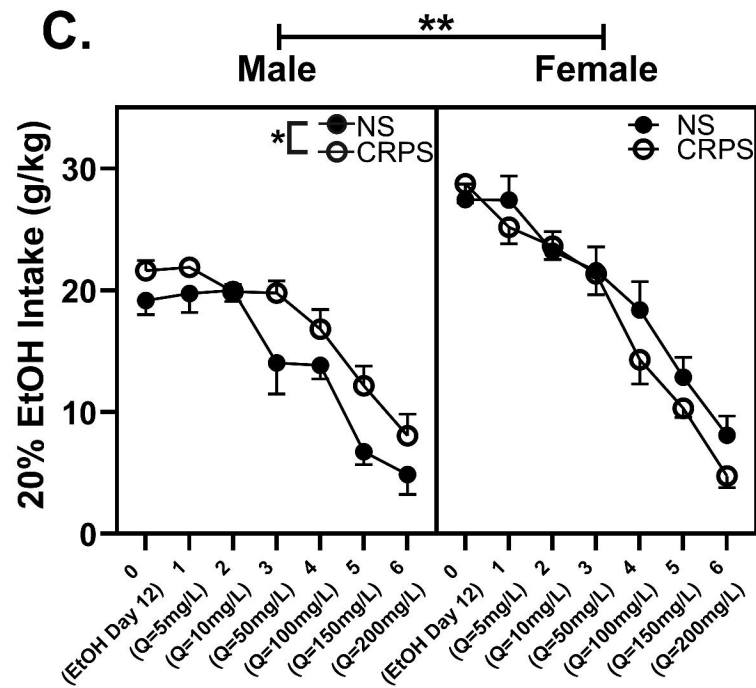 C.
**
Male
Female
20% EtOH Intake (g/kg)
30
20
10
0
*
NS
CRPS
NS
CRPS
0
(EtOH Day 12)
1
(Q=5mg/L)
2
(Q=10mg/L)
3
(Q=50mg/L)
4
(Q=100mg/L)
5
(Q=150mg/L)
6
(Q=200mg/L)
0
(EtOH Day 12)
1
(Q=5mg/L)
2
(Q=10mg/L)
3
(Q=50mg/L)
4
(Q=100mg/L)
5
(Q=150mg/L)
6
(Q=200mg/L)